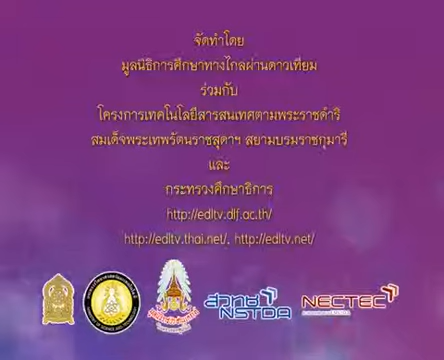 จัดทำโดย
มูลนิธิการศึกษาทางไกลผ่านดาวเทียม
ร่วมกับ
โครงการเทคโนโลยีสารสนเทศตามพระราชดำริ
สมเด็จพระเทพรัตนราชสุดาฯ สยามบรมราชกุมารี
และ
กระทรวงศึกษาธิการ
http://edltv.dlf.ac.th/
http://edltv.thai.net/, http://edltv.net/
สวทช NSTDA
NECTEC